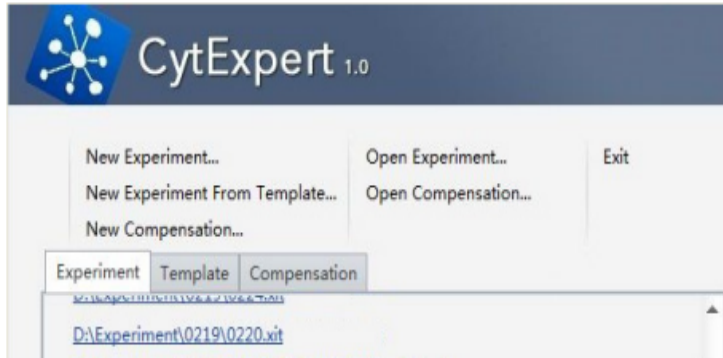 CytExpert 1.0
New Experiment... Open Experiment... Exit
New Experiment From Template... Open Compensation...
New Compensation...
Experiment Template Compensation
D:\Experiment\0219\0220.xit